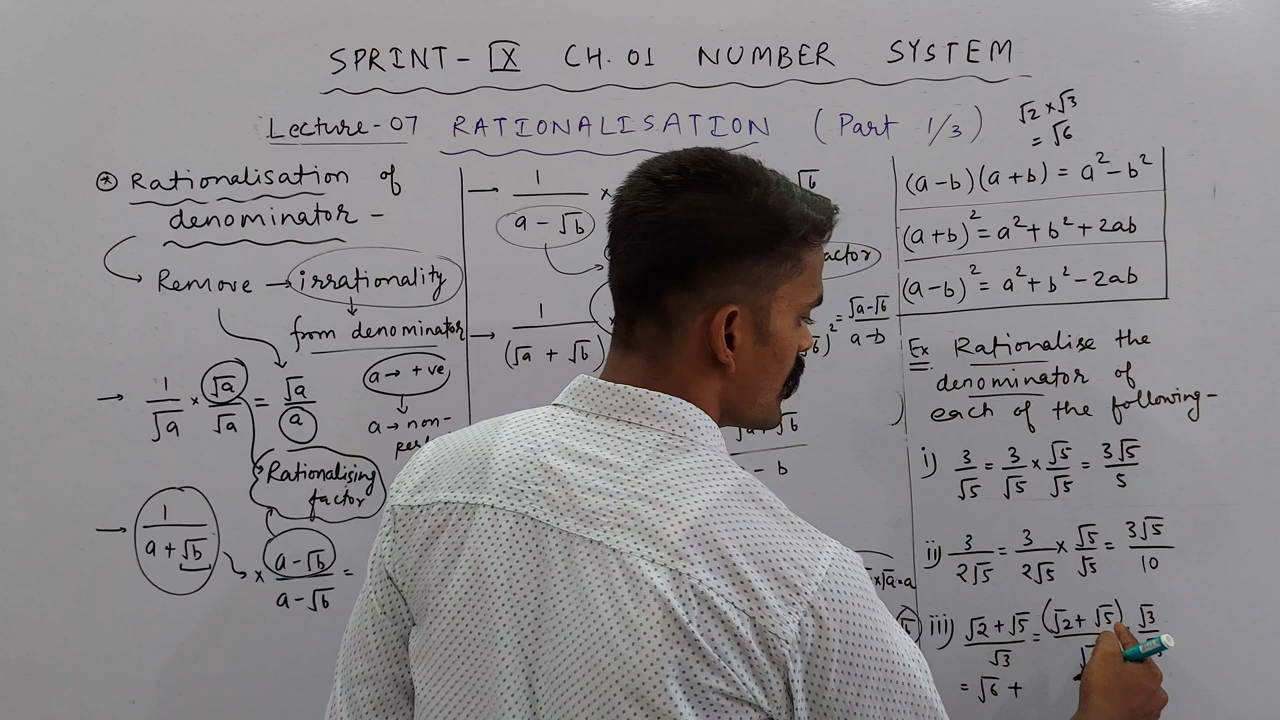 SPRINT-IX CH.01 NUMBER SYSTEM
Lecture-07 RATIONALISATION (Part 1/3)
√2 × √3
= √6
⊛ Rationalisation of
denominator -
Remove → irrationality
from denominator
→ 1/√a × √a/√a = √a/a
a → +ve
a → non-
Rationalising
factor
→ 1/(a+√b) × (a-√b)/(a-√b) =
→ 1/(a-√b) ×
→ 1/(√a + √b)
= (√a-√b)/(a-b)
- b
(a-b)(a+b) = a²-b²
(a+b)² = a²+b²+2ab
(a-b)² = a²+b²-2ab
Ex Rationalise the
denominator of
each of the following-
i) 3/√5 = 3/√5 × √5/√5 = 3√5/5
ii) 3/2√5 = 3/2√5 × √5/√5 = 3√5/10
iii) (√2+√5)/√3 = (√2+√5) √3
= √6 +